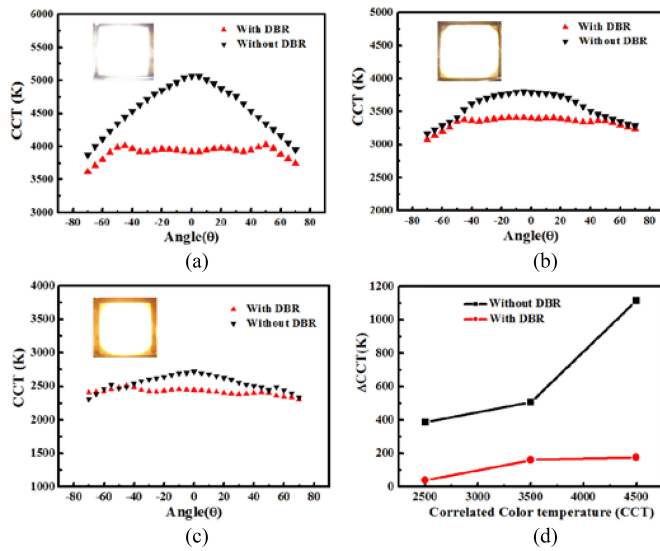 6000
5500
5000
4500
4000
3500
3000
CCT (K)
With DBR
Without DBR
-80 -60 -40 -20 0 20 40 60 80
Angle(θ)
(a)
5000
4500
4000
3500
3000
2500
2000
CCT (K)
With DBR
Without DBR
-80 -60 -40 -20 0 20 40 60 80
Angle(θ)
(b)
4000
3500
3000
2500
2000
1500
1000
CCT (K)
With DBR
Without DBR
-80 -60 -40 -20 0 20 40 60 80
Angle(θ)
(c)
1200
1000
800
600
400
200
0
ΔCCT(K)
Without DBR
With DBR
2500 3000 3500 4000 4500
Correlated Color temperature (CCT)
(d)